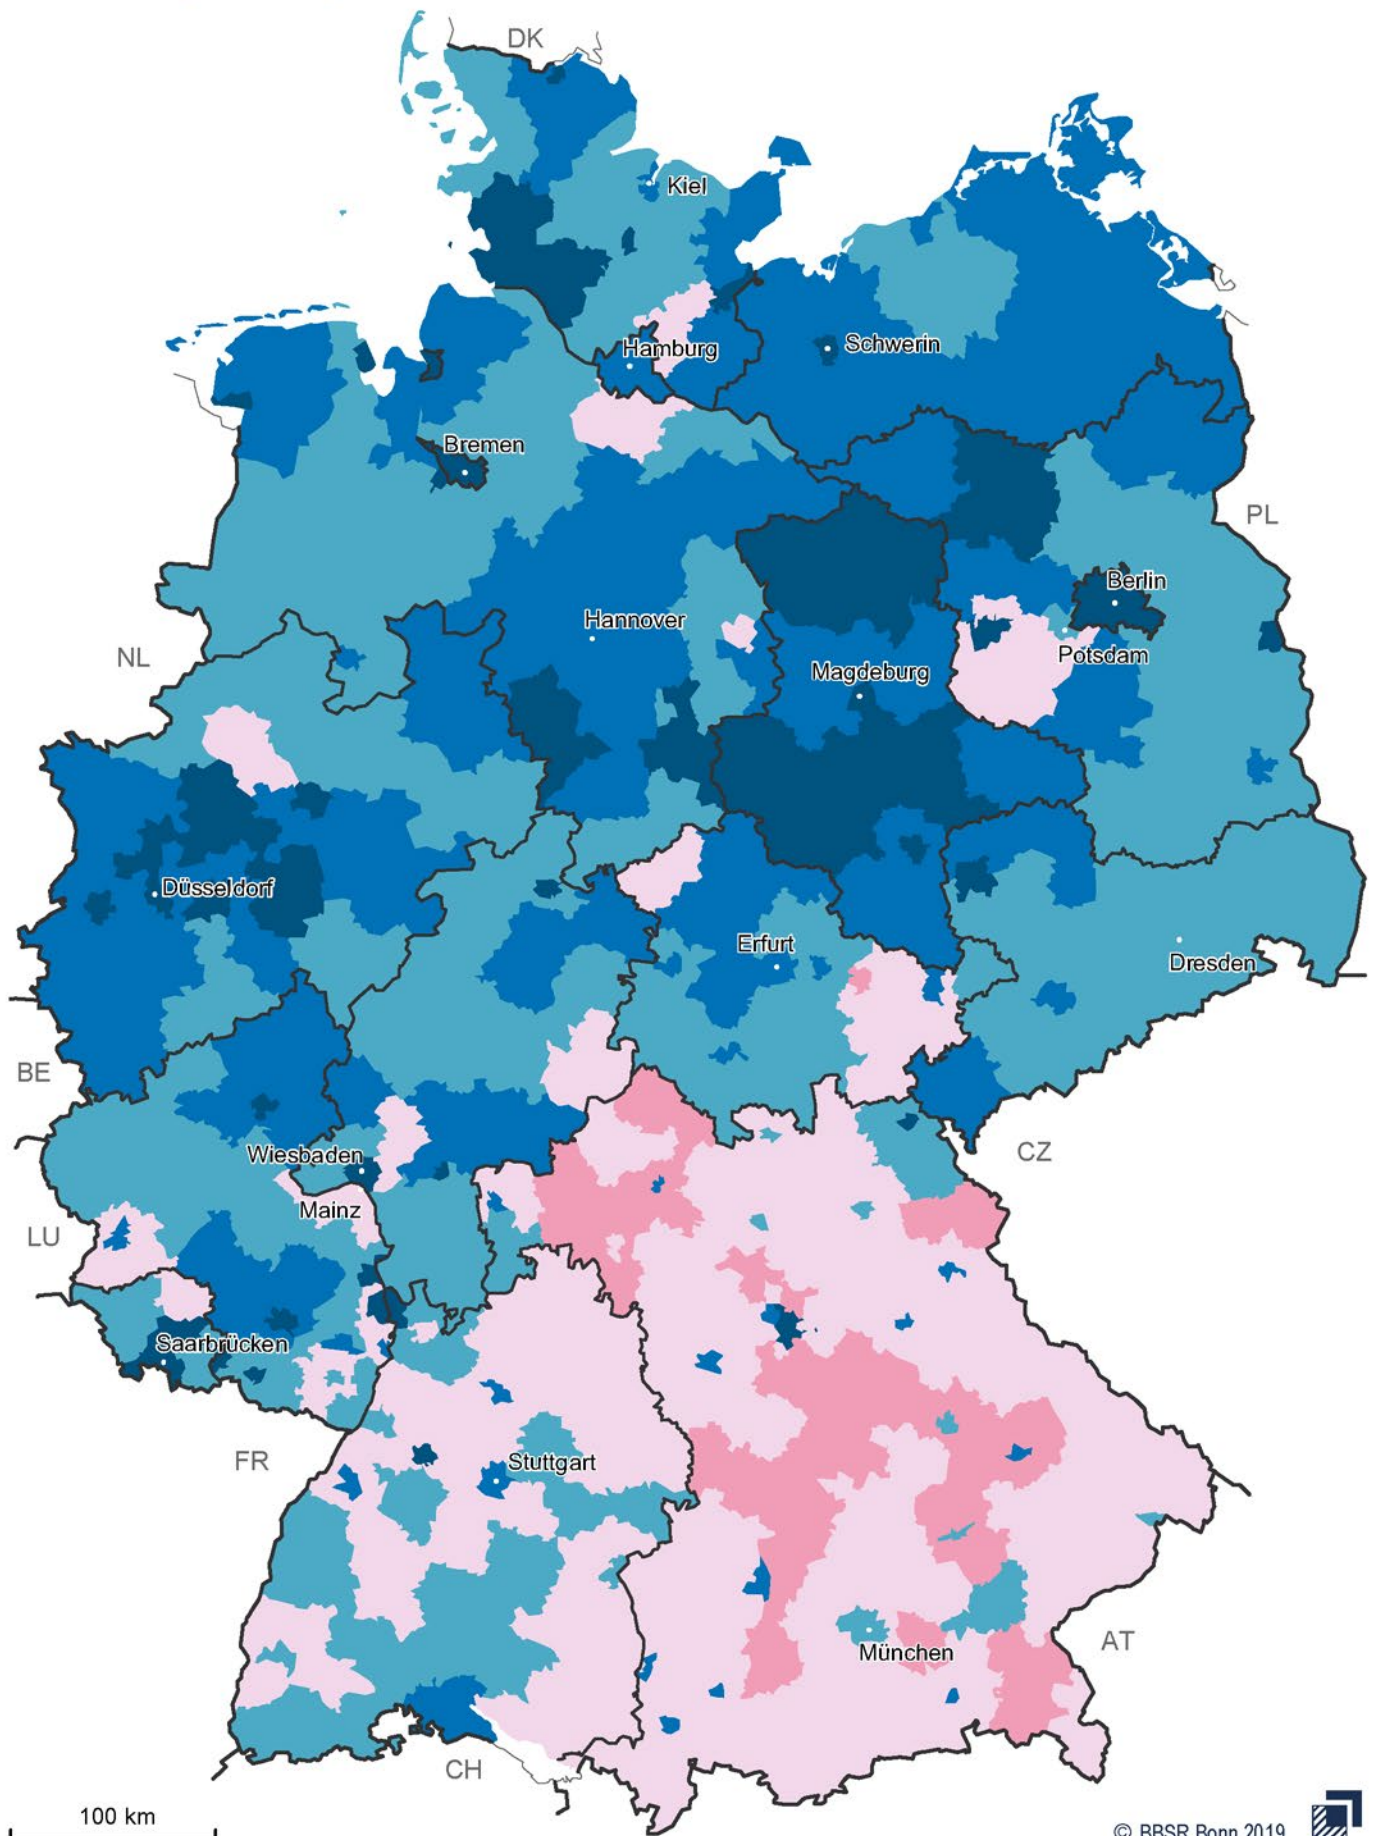 DK
Kiel
Hamburg
Schwerin
Bremen
PL
Berlin
Hannover
NL
Potsdam
Magdeburg
Düsseldorf
Erfurt
Dresden
BE
Wiesbaden
CZ
Mainz
LU
Saarbrücken
FR
Stuttgart
AT
München
CH
100 km
© BBSR Bonn 2019